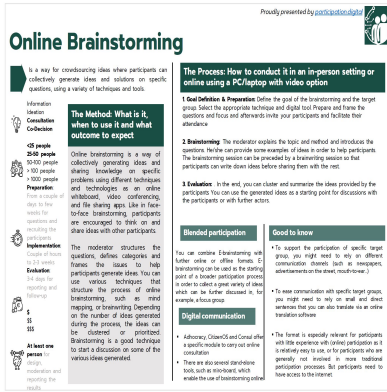 Proudly presented by participation.digital
Online Brainstorming
Is a way for crowdsourcing ideas where participants can
collectively generate ideas and solutions on specific
questions, using a variety of techniques and tools.
Information
Ideation
Consultation
Co-Decision
<25 people
25-50 people
50-100 people
> 100 people
> 1000 people
Preparation:
From a couple of
days to few
weeks for
questions and
recruiting the
participants
Implementation:
Couple of hours
to 2-3 weeks
Evaluation:
3-4 days for
reporting and
follow-up
$
$$
$$$
At least one
person for
design,
moderation and
reporting the
results
The Method: What is it,
when to use it and what
outcome to expect
Online brainstorming is a way of
collectively generating ideas and
sharing knowledge on specific
problems using different techniques
and technologies as an online
whiteboard, video conferencing,
and file sharing apps. Like in face-
to-face brainstorming, participants
are encouraged to think on and
share ideas with other participants.
The moderator structures the
questions, defines categories and
frames the issues to help
participants generate ideas. You can
use various techniques that
structure the process of online
brainstorming, such as mind
mapping, or brainwriting. Depending
on the number of ideas generated
during the process, the ideas can
be clustered or prioritized.
Brainstorming is a good technique
to start a discussion on some of the
various ideas generated.
The Process: How to conduct it in an in-person setting or
online using a PC/laptop with video option
1. Goal Definition & Preparation: Define the goal of the brainstorming and the target
group. Select the appropriate technique and digital tool. Prepare and frame the
questions and focus and afterwards invite your participants and facilitate their
attendance
2. Brainstorming: The moderator explains the topic and method and introduces the
questions. He/she can provide some examples of ideas in order to help participants.
The brainstorming session can be preceded by a brainwriting session so that
participants can write down ideas before sharing them with the rest.
3. Evaluation: In the end, you can cluster and summarize the ideas provided by the
participants. You can use the generated ideas as a starting point for discussions with
the participants or with further actors.
Blended participation
You can combine E-brainstorming with
further online or offline formats. E-
brainstorming can be used as the starting
point of a broader participation process
in order to collect a great variety of ideas
which can be further discussed in, for
example, a focus group.
Digital communication
• Adhocracy, CitizenOS and Consul offer
a specific module to carry out online
consultation
• There are also several stand-alone
tools, such as miro-board, which
enable the use of brainstorming online
Good to know
• To support the participation of specific target
group, you might need to rely on different
communication channels (such as newspapers,
advertisements on the street, mouth-to-ear..)
• To ease communication with specific target groups,
you might need to rely on small and direct
sentences that you can also translate via an online
translation software
• The format is especially relevant for participants
with little experience with (online) participation as it
is relatively easy to use, or for participants who are
generally not involved in more traditional
participation processes. But participants need to
have access to the internet